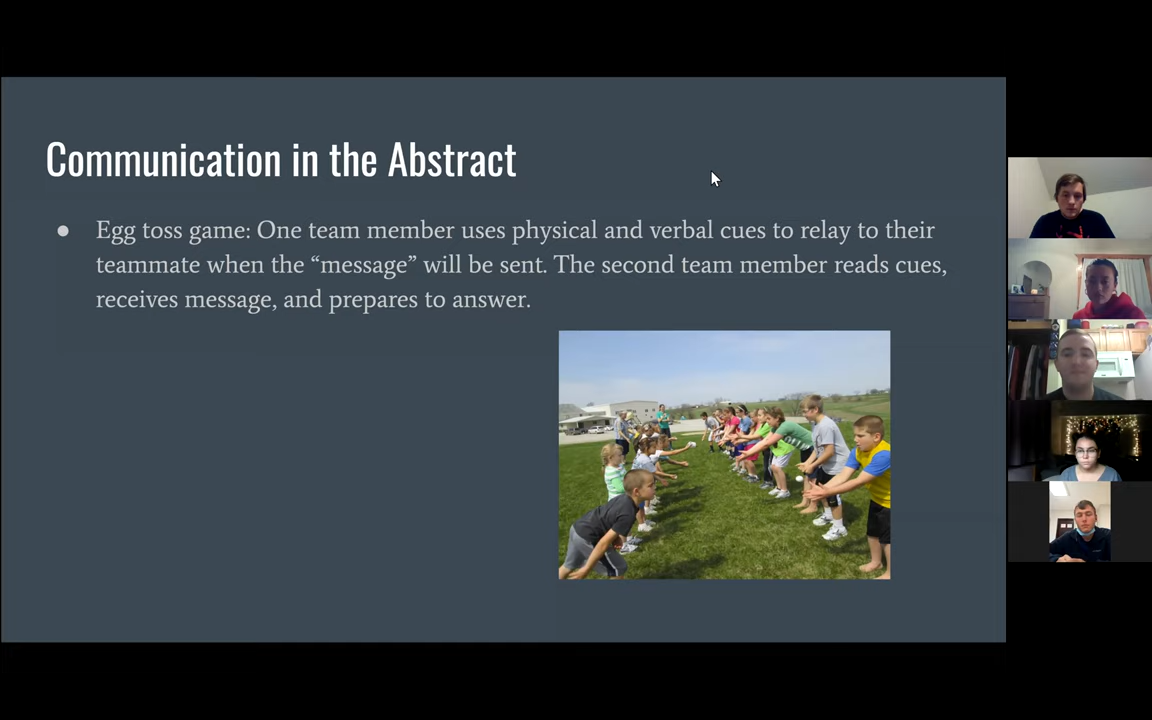 Communication in the Abstract
● Egg toss game: One team member uses physical and verbal cues to relay to their
teammate when the “message” will be sent. The second team member reads cues,
receives message, and prepares to answer.